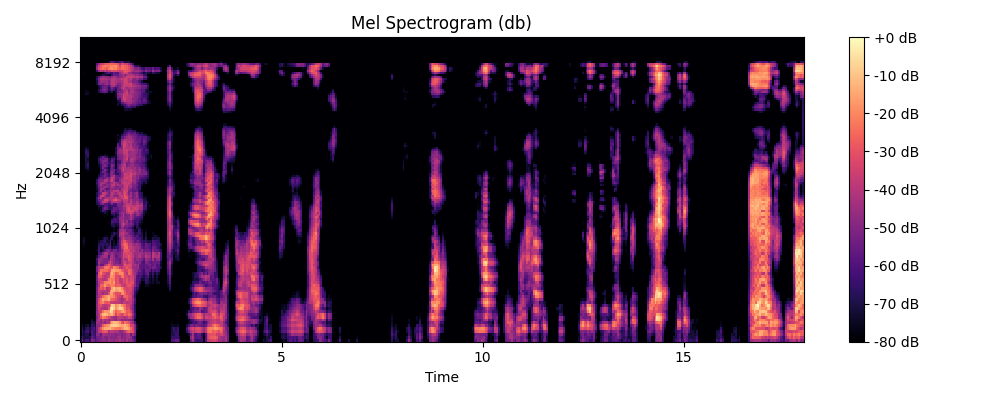 Mel Spectrogram (db)
Hz
8192
4096
2048
1024
512
0
0 5 10 15
Time
+0 dB
-10 dB
-20 dB
-30 dB
-40 dB
-50 dB
-60 dB
-70 dB
-80 dB